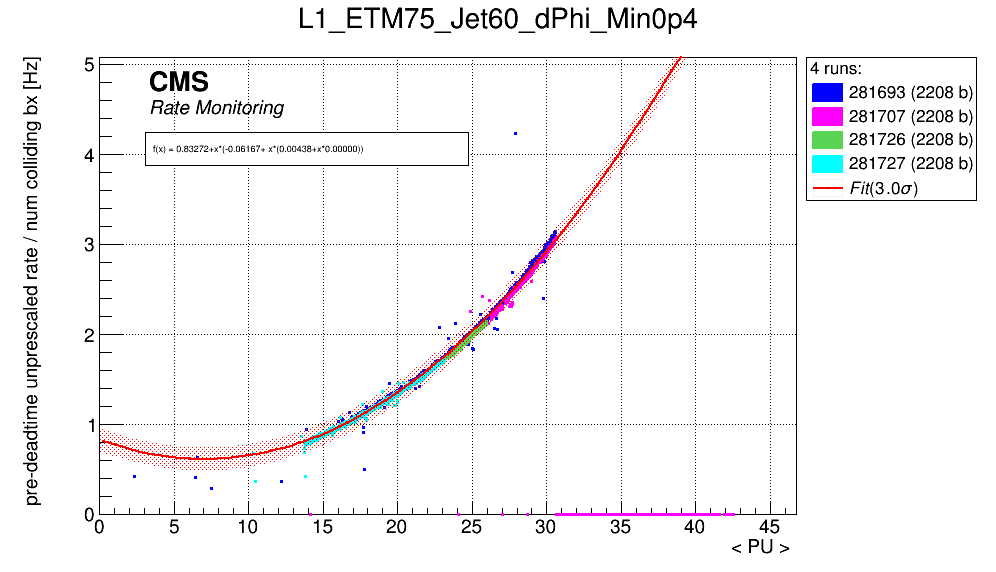 L1_ETM75_Jet60_dPhi_Min0p4
pre-deadtime unprescaled rate / num colliding bx [Hz]
5
4
3
2
1
0
CMS
Rate Monitoring
f(x) = 0.83272+x*(-0.06167+ x*(0.00438+x*0.00000))
0 5 10 15 20 25 30 35 40 45
< PU >
4 runs:
281693 (2208 b)
281707 (2208 b)
281726 (2208 b)
281727 (2208 b)
Fit(3.0σ)